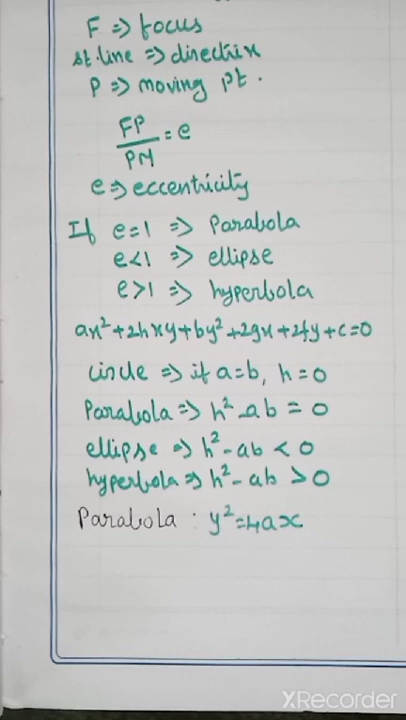 F => focus
st.line => directrix
P => moving pt.
FP/PM = e
e => eccentricity
If e=1 => Parabola
e<1 => ellipse
e>1 => hyperbola
ax²+2hxy+by²+2gx+2fy+c=0
circle => if a=b, h=0
Parabola => h²-ab = 0
ellipse => h²-ab < 0
hyperbola => h²-ab > 0
Parabola : y²=4ax
XRecorder